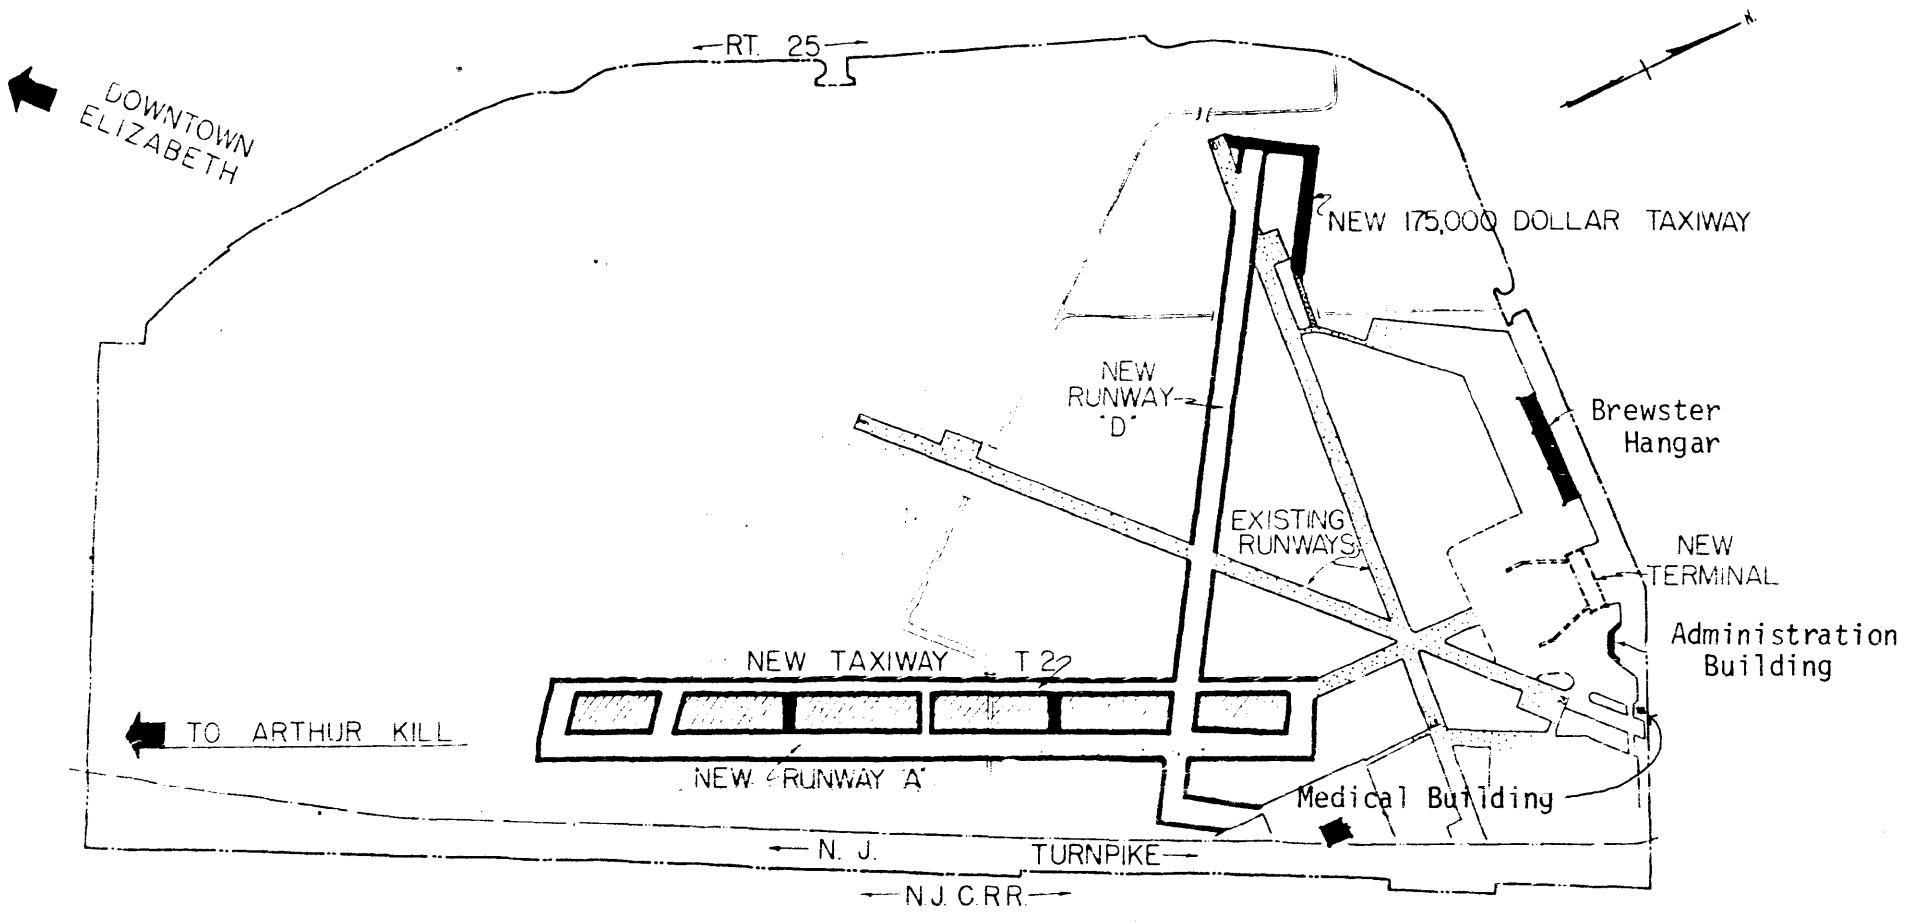 N.
RT. 25
DOWNTOWN
ELIZABETH
NEW 175,000 DOLLAR TAXIWAY
NEW
RUNWAY
"D"
Brewster
Hangar
EXISTING
RUNWAYS
NEW
TERMINAL
Administration
Building
NEW TAXIWAY T 2
TO ARTHUR KILL
NEW RUNWAY "A"
Medical Building
N. J. TURNPIKE
N.J.C.R.R.